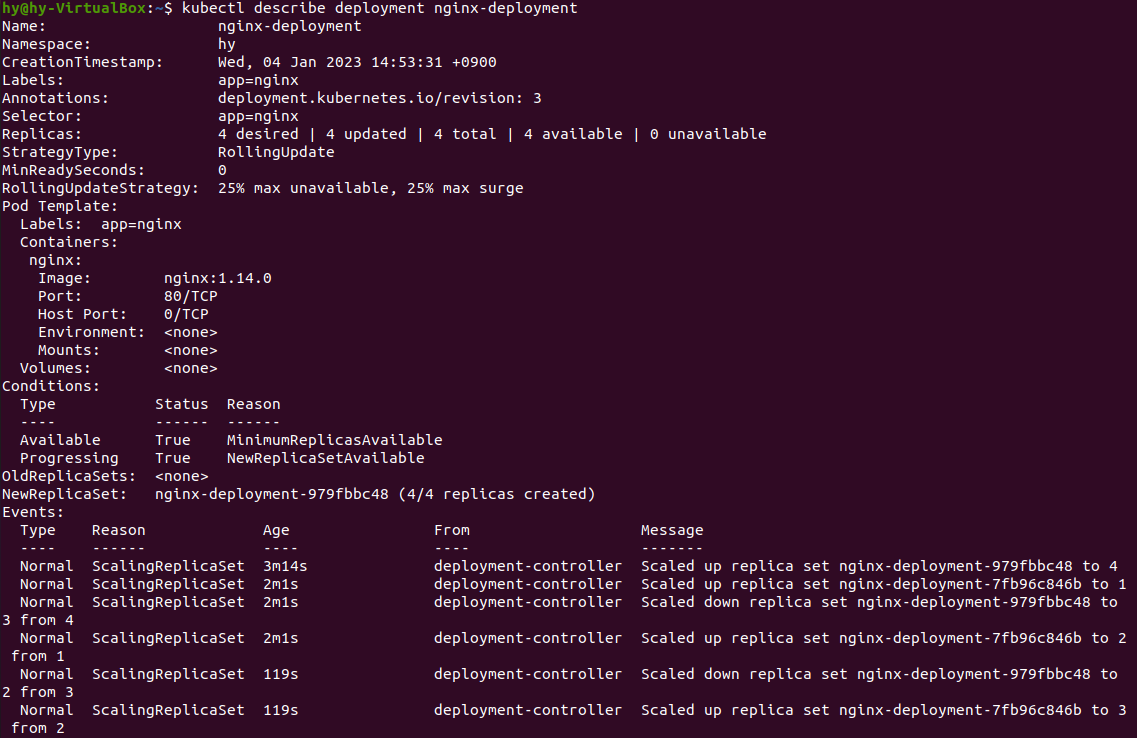 hy@hy-VirtualBox:~$ kubectl describe deployment nginx-deployment
Name:                   nginx-deployment
Namespace:              hy
CreationTimestamp:      Wed, 04 Jan 2023 14:53:31 +0900
Labels:                 app=nginx
Annotations:            deployment.kubernetes.io/revision: 3
Selector:               app=nginx
Replicas:               4 desired | 4 updated | 4 total | 4 available | 0 unavailable
StrategyType:           RollingUpdate
MinReadySeconds:        0
RollingUpdateStrategy:  25% max unavailable, 25% max surge
Pod Template:
  Labels:  app=nginx
  Containers:
   nginx:
    Image:        nginx:1.14.0
    Port:         80/TCP
    Host Port:    0/TCP
    Environment:  <none>
    Mounts:       <none>
  Volumes:        <none>
Conditions:
  Type           Status  Reason
  ----           ------  ------
  Available      True    MinimumReplicasAvailable
  Progressing    True    NewReplicaSetAvailable
OldReplicaSets:  <none>
NewReplicaSet:   nginx-deployment-979fbbc48 (4/4 replicas created)
Events:
  Type    Reason             Age                From                   Message
  ----    ------             ----               ----                   -------
  Normal  ScalingReplicaSet  3m14s              deployment-controller  Scaled up replica set nginx-deployment-979fbbc48 to 4
  Normal  ScalingReplicaSet  2m1s               deployment-controller  Scaled up replica set nginx-deployment-7fb96c846b to 1
  Normal  ScalingReplicaSet  2m1s               deployment-controller  Scaled down replica set nginx-deployment-979fbbc48 to
3 from 4
  Normal  ScalingReplicaSet  2m1s               deployment-controller  Scaled up replica set nginx-deployment-7fb96c846b to 2
 from 1
  Normal  ScalingReplicaSet  119s               deployment-controller  Scaled down replica set nginx-deployment-979fbbc48 to
2 from 3
  Normal  ScalingReplicaSet  119s               deployment-controller  Scaled up replica set nginx-deployment-7fb96c846b to 3
 from 2